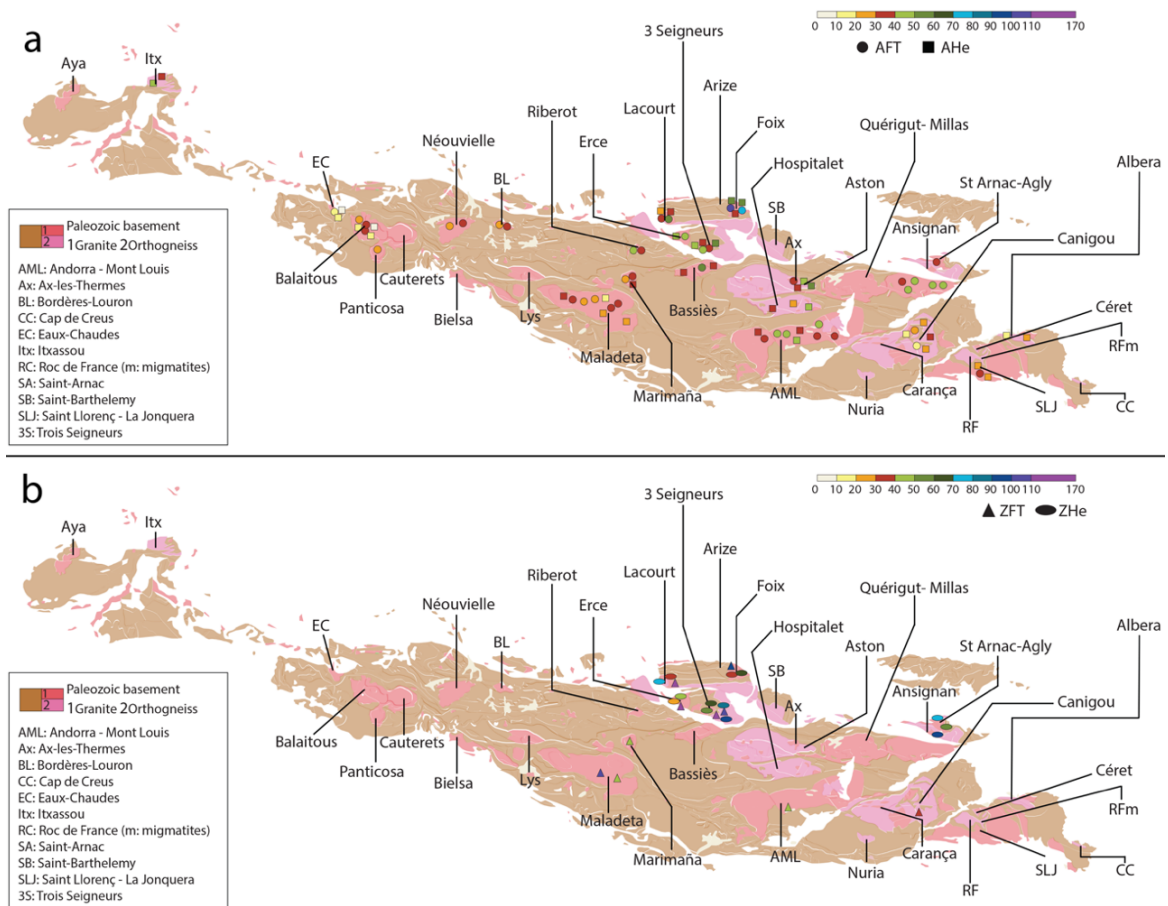 a
0 10 20 30 40 50 60 70 80 90 100 110 170
AFT AHe
3 Seigneurs
Aya
Itx
Lacourt
Arize
Riberot
Foix
Quérigut- Millas
Néouvielle
Erce
Hospitalet
Albera
EC
BL
Aston
St Arnac-Agly
SB
Ansignan
Ax
Canigou
Paleozoic basement
1
2
1Granite 2Orthogneiss
AML: Andorra - Mont Louis
Ax: Ax-les-Thermes
BL: Bordères-Louron
CC: Cap de Creus
EC: Eaux-Chaudes
Itx: Itxassou
RC: Roc de France (m: migmatites)
SA: Saint-Arnac
SB: Saint-Barthelemy
SLJ: Saint Llorenç - La Jonquera
3S: Trois Seigneurs
Balaitous
Cauterets
Panticosa
Bielsa
Lys
Bassiès
Céret
RFm
Maladeta
Marimaña
AML
Nuria
Carança
RF
SLJ
CC
b
0 10 20 30 40 50 60 70 80 90 100 110 170
ZFT ZHe
3 Seigneurs
Aya
Itx
Lacourt
Arize
Riberot
Foix
Quérigut- Millas
Néouvielle
Erce
Hospitalet
Albera
EC
BL
Aston
St Arnac-Agly
SB
Ansignan
Ax
Canigou
Paleozoic basement
1
2
1Granite 2Orthogneiss
AML: Andorra - Mont Louis
Ax: Ax-les-Thermes
BL: Bordères-Louron
CC: Cap de Creus
EC: Eaux-Chaudes
Itx: Itxassou
RC: Roc de France (m: migmatites)
SA: Saint-Arnac
SB: Saint-Barthelemy
SLJ: Saint Llorenç - La Jonquera
3S: Trois Seigneurs
Balaitous
Cauterets
Panticosa
Bielsa
Lys
Bassiès
Céret
RFm
Maladeta
Marimaña
AML
Nuria
Carança
RF
SLJ
CC